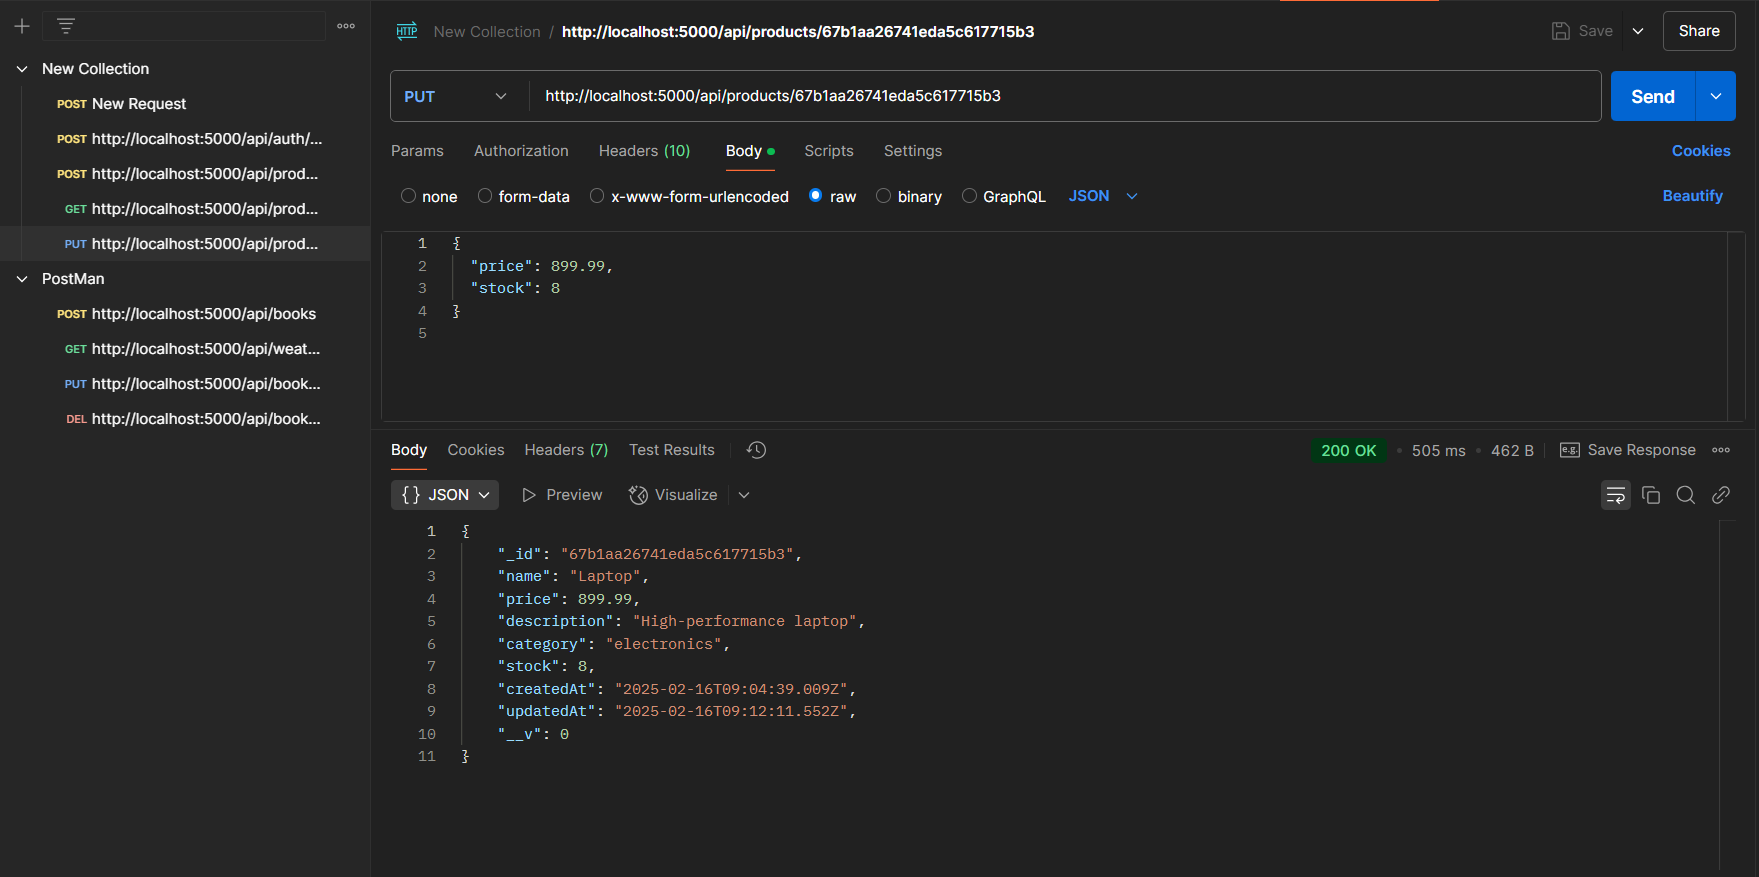 New Collection
POST New Request
POST http://localhost:5000/api/auth/...
POST http://localhost:5000/api/prod...
GET http://localhost:5000/api/prod...
PUT http://localhost:5000/api/prod...
PostMan
POST http://localhost:5000/api/books
GET http://localhost:5000/api/weat...
PUT http://localhost:5000/api/book...
DEL http://localhost:5000/api/book...
HTTP New Collection / http://localhost:5000/api/products/67b1aa26741eda5c617715b3 Save Share
PUT http://localhost:5000/api/products/67b1aa26741eda5c617715b3 Send
Params Authorization Headers (10) Body Scripts Settings Cookies
none form-data x-www-form-urlencoded raw binary GraphQL JSON Beautify
1 {
2 "price": 899.99,
3 "stock": 8
4 }
5
Body Cookies Headers (7) Test Results 200 OK • 505 ms • 462 B e.g. Save Response
{} JSON Preview Visualize
1 {
2 "_id": "67b1aa26741eda5c617715b3",
3 "name": "Laptop",
4 "price": 899.99,
5 "description": "High-performance laptop",
6 "category": "electronics",
7 "stock": 8,
8 "createdAt": "2025-02-16T09:04:39.009Z",
9 "updatedAt": "2025-02-16T09:12:11.552Z",
10 "__v": 0
11 }